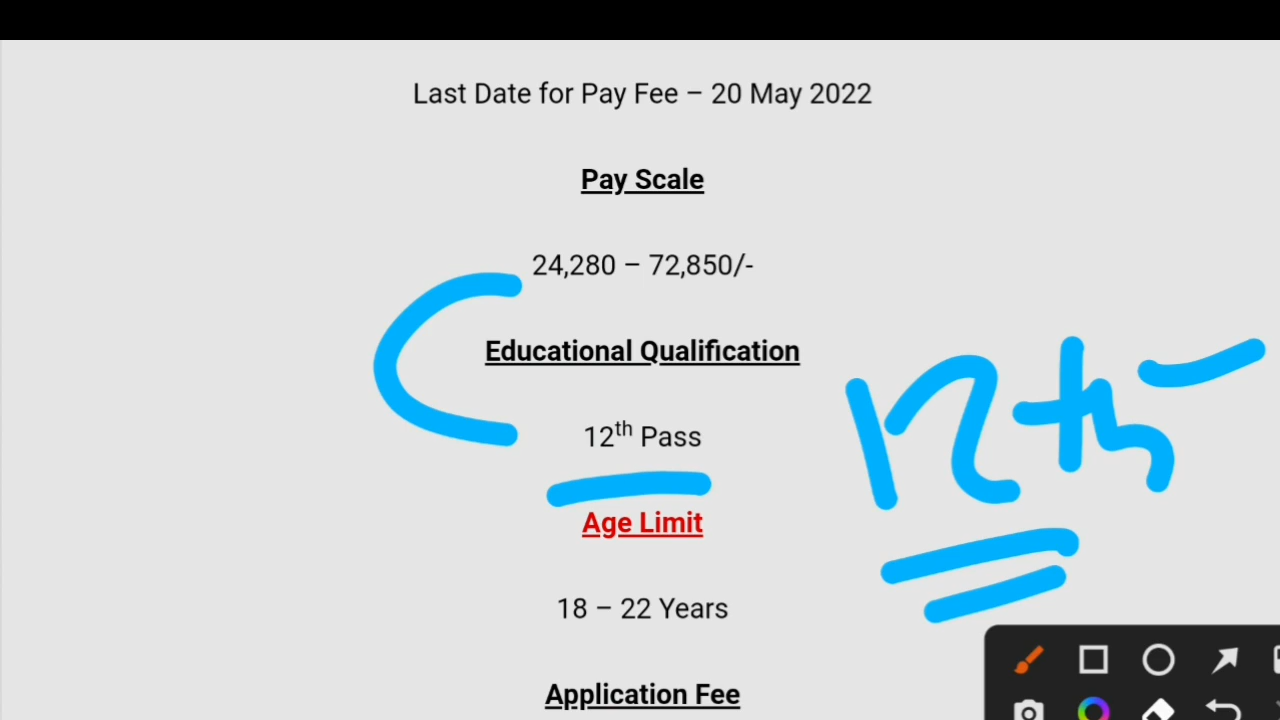 Last Date for Pay Fee – 20 May 2022
Pay Scale
24,280 – 72,850/-
Educational Qualification
12th Pass
12th
Age Limit
18 – 22 Years
Application Fee